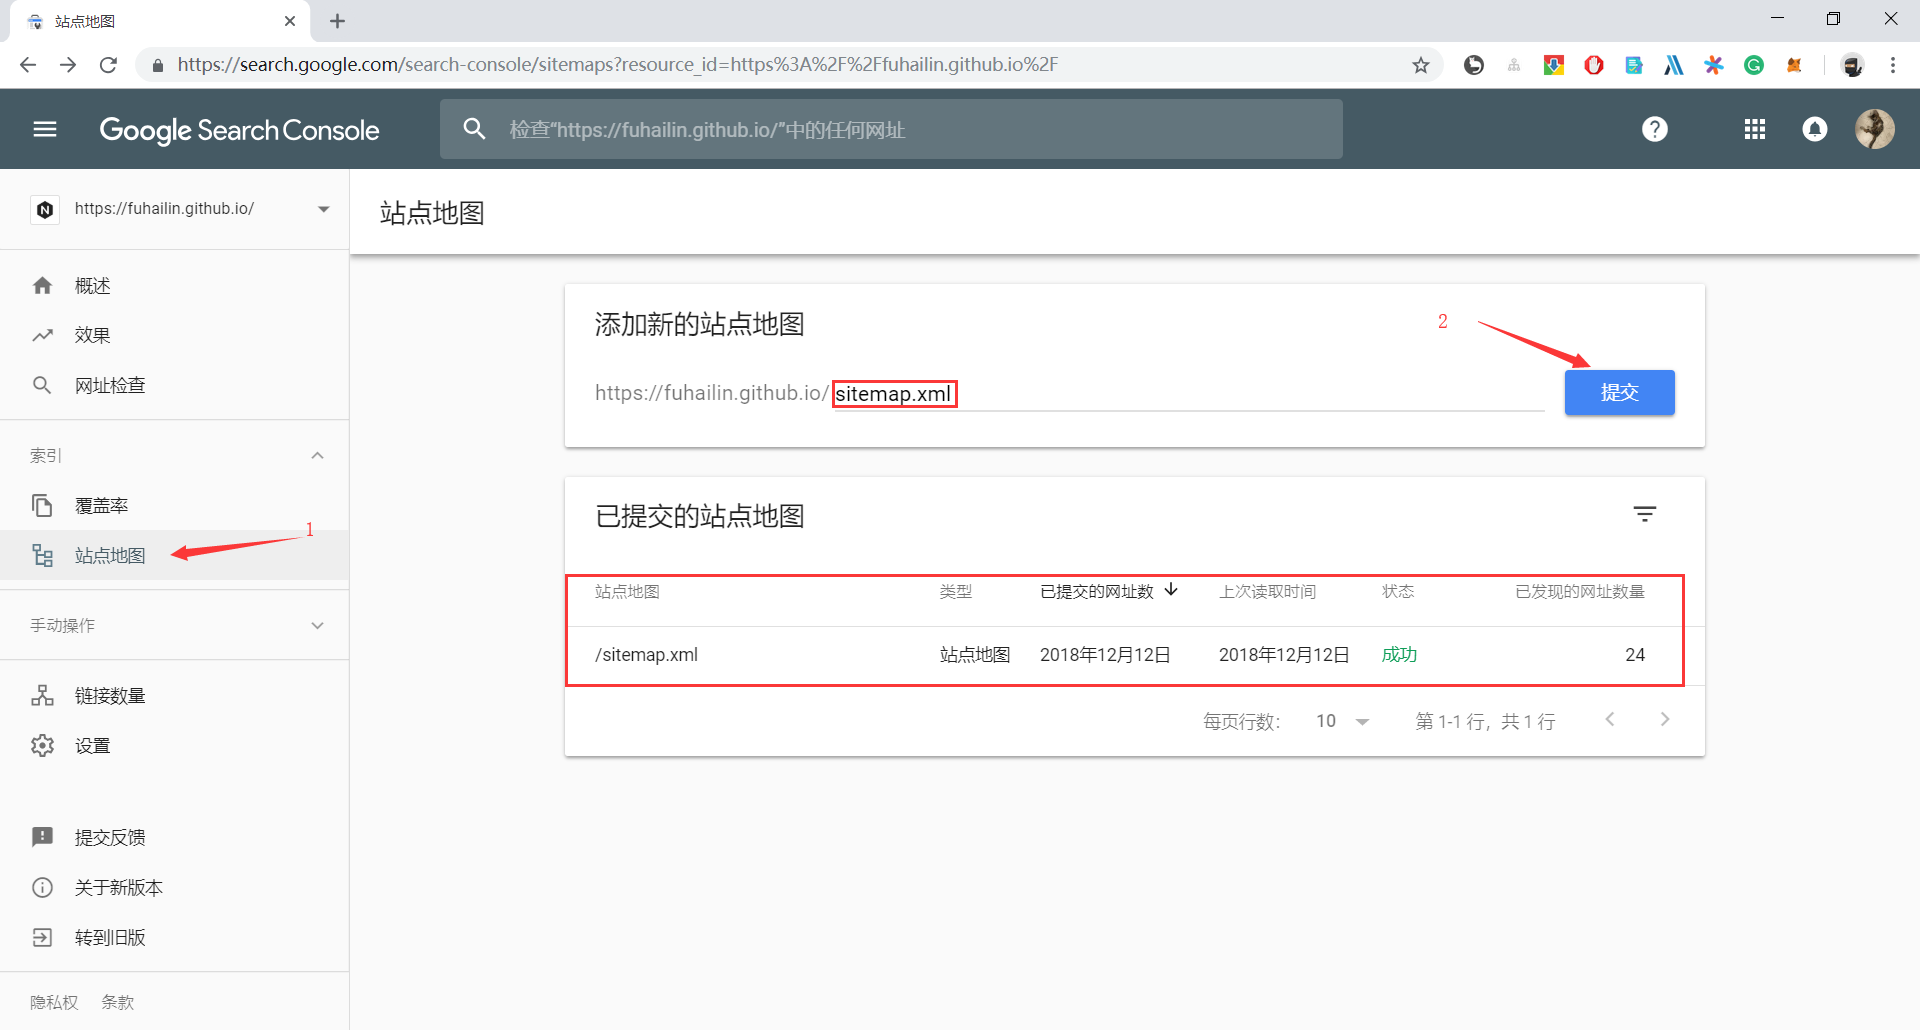 站点地图
https://search.google.com/search-console/sitemaps?resource_id=https%3A%2F%2Ffuhailin.github.io%2F
Google Search Console
检查“https://fuhailin.github.io/”中的任何网址
https://fuhailin.github.io/
概述
效果
网址检查
索引
覆盖率
站点地图
1
手动操作
链接数量
设置
提交反馈
关于新版本
转到旧版
隐私权 条款
站点地图
添加新的站点地图
2
https://fuhailin.github.io/ sitemap.xml 提交
已提交的站点地图
站点地图 类型 已提交的网址数 上次读取时间 状态 已发现的网址数量
/sitemap.xml 站点地图 2018年12月12日 2018年12月12日 成功 24
每页行数: 10 第 1-1 行，共 1 行